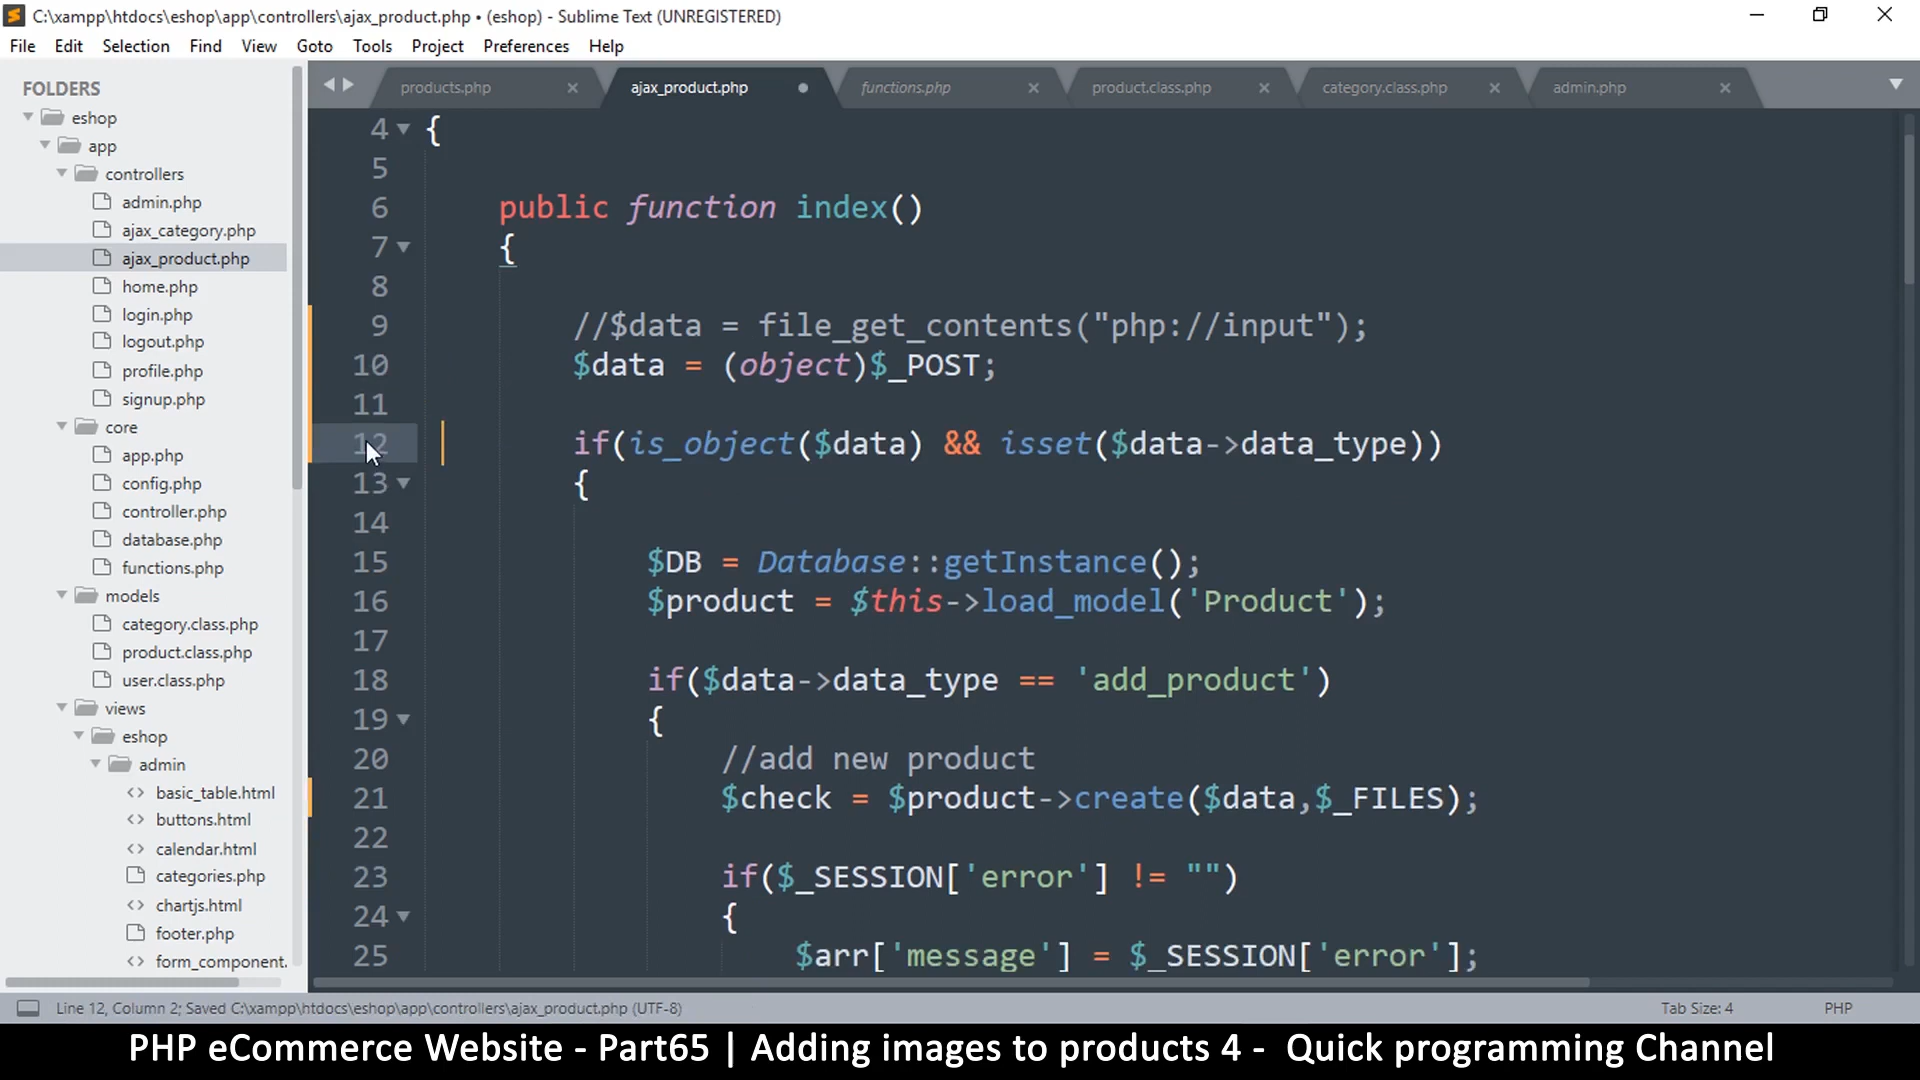 C:\xampp\htdocs\eshop\app\controllers\ajax_product.php • (eshop) - Sublime Text (UNREGISTERED)
File Edit Selection Find View Goto Tools Project Preferences Help
FOLDERS
eshop
app
controllers
admin.php
ajax_category.php
ajax_product.php
home.php
login.php
logout.php
profile.php
signup.php
core
app.php
config.php
controller.php
database.php
functions.php
models
category.class.php
product.class.php
user.class.php
views
eshop
admin
basic_table.html
buttons.html
calendar.html
categories.php
chartjs.html
footer.php
form_component.
products.php ajax_product.php functions.php product.class.php category.class.php admin.php
4 {
5
6 public function index()
7 {
8
9 //$data = file_get_contents("php://input");
10 $data = (object)$_POST;
11
12 if(is_object($data) && isset($data->data_type))
13 {
14
15 $DB = Database::getInstance();
16 $product = $this->load_model('Product');
17
18 if($data->data_type == 'add_product')
19 {
20 //add new product
21 $check = $product->create($data,$_FILES);
22
23 if($_SESSION['error'] != "")
24 {
25 $arr['message'] = $_SESSION['error'];
Line 12, Column 2; Saved C:\xampp\htdocs\eshop\app\controllers\ajax_product.php (UTF-8) Tab Size: 4 PHP
PHP eCommerce Website - Part65 | Adding images to products 4 - Quick programming Channel